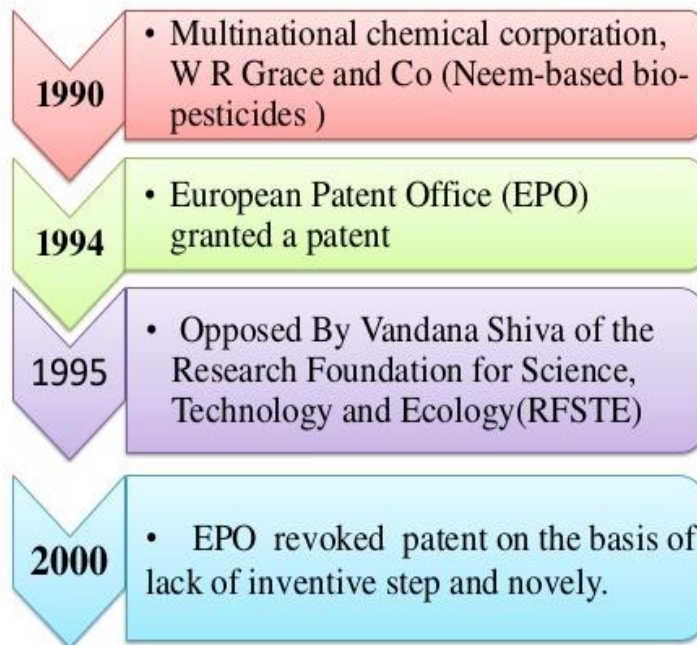 1990
• Multinational chemical corporation,
W R Grace and Co (Neem-based bio-
pesticides )
1994
• European Patent Office (EPO)
granted a patent
1995
• Opposed By Vandana Shiva of the
Research Foundation for Science,
Technology and Ecology(RFSTE)
2000
• EPO revoked patent on the basis of
lack of inventive step and novely.